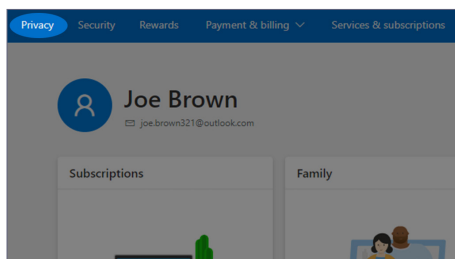 Privacy Security Rewards Payment & billing Services & subscriptions
Joe Brown
joe.brown321@outlook.com
Subscriptions Family